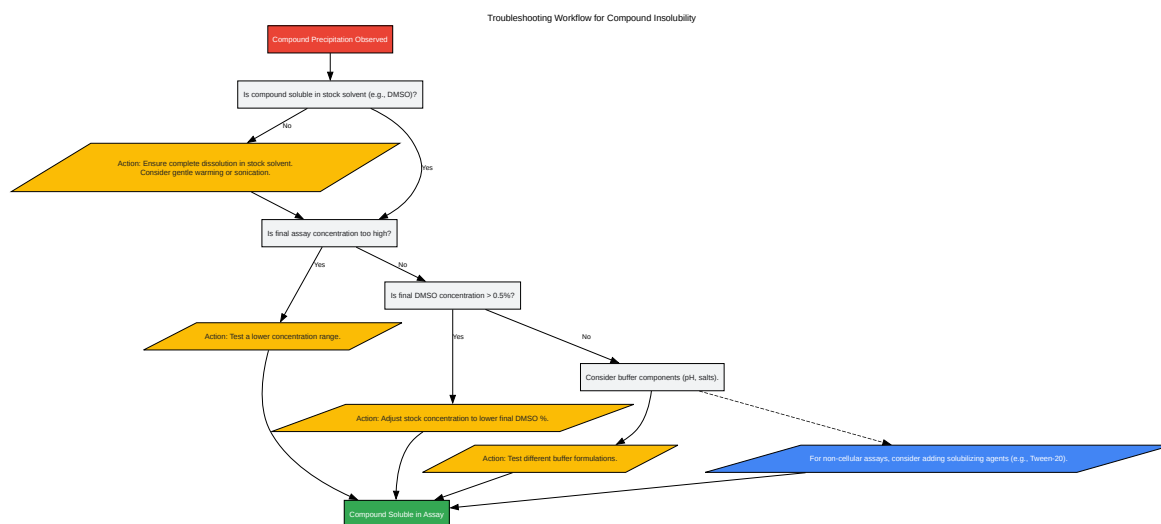 Troubleshooting Workflow for Compound Insolubility
Compound Precipitation Observed
Is compound soluble in stock solvent (e.g., DMSO)?
No
Action: Ensure complete dissolution in stock solvent.
Consider gentle warming or sonication.
Yes
Is final assay concentration too high?
Yes
No
Is final DMSO concentration > 0.5%?
Action: Test a lower concentration range.
Yes
No
Consider buffer components (pH, salts).
Action: Adjust stock concentration to lower final DMSO %.
Action: Test different buffer formulations.
For non-cellular assays, consider adding solubilizing agents (e.g., Tween-20).
Compound Soluble in Assay